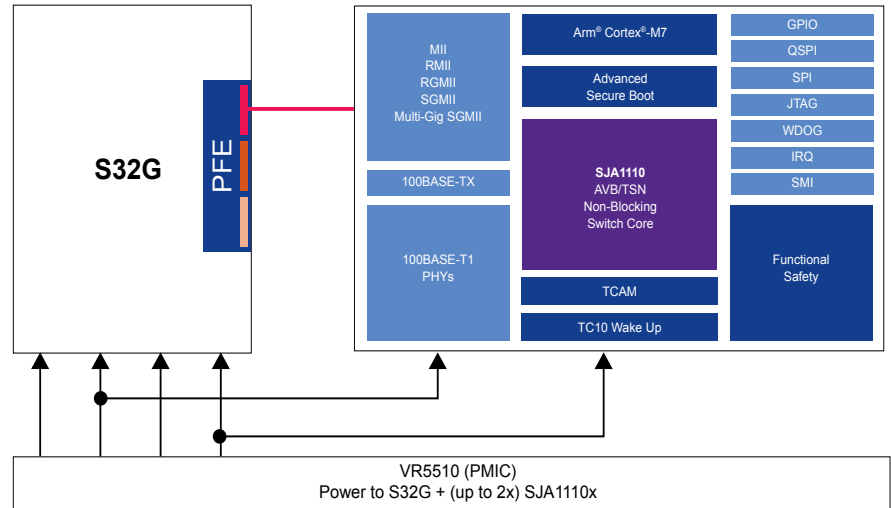 S32G
PFE
MII
RMII
RGMII
SGMII
Multi-Gig SGMII
100BASE-TX
100BASE-T1
PHYs
Arm® Cortex®-M7
Advanced
Secure Boot
SJA1110
AVB/TSN
Non-Blocking
Switch Core
TCAM
TC10 Wake Up
GPIO
QSPI
SPI
JTAG
WDOG
IRQ
SMI
Functional
Safety
VR5510 (PMIC)
Power to S32G + (up to 2x) SJA1110x